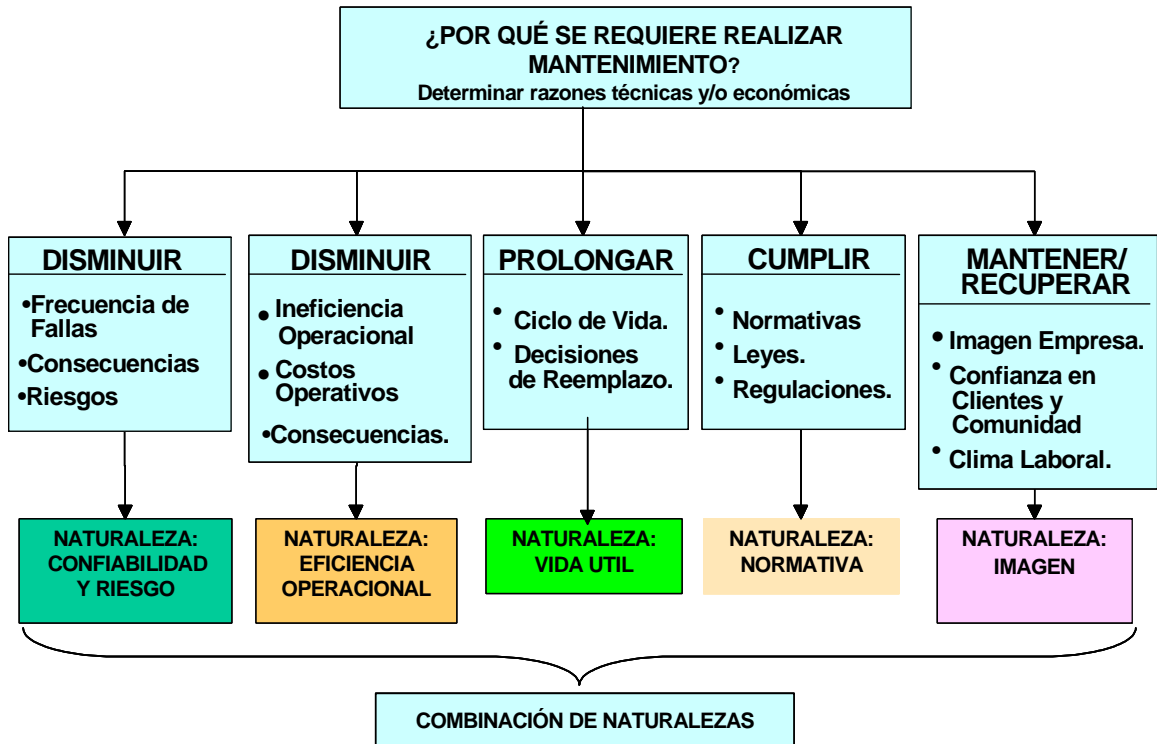 ¿POR QUÉ SE REQUIERE REALIZAR
MANTENIMIENTO?
Determinar razones técnicas y/o económicas
DISMINUIR
•Frecuencia de
Fallas
•Consecuencias
•Riesgos
DISMINUIR
• Ineficiencia
Operacional
• Costos
Operativos
•Consecuencias.
PROLONGAR
• Ciclo de Vida.
• Decisiones
de Reemplazo.
CUMPLIR
• Normativas
• Leyes.
• Regulaciones.
MANTENER/
RECUPERAR
• Imagen Empresa.
• Confianza en
Clientes y
Comunidad
• Clima Laboral.
NATURALEZA:
CONFIABILIDAD
Y RIESGO
NATURALEZA:
EFICIENCIA
OPERACIONAL
NATURALEZA:
VIDA UTIL
NATURALEZA:
NORMATIVA
NATURALEZA:
IMAGEN
COMBINACIÓN DE NATURALEZAS